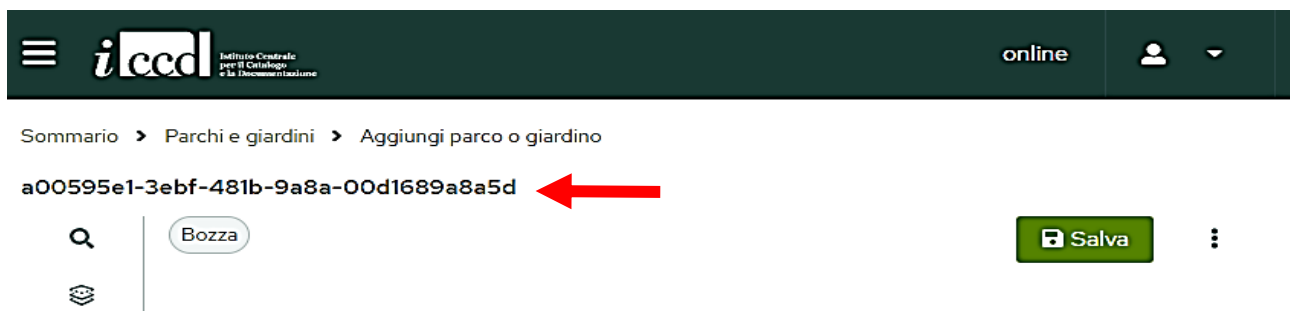 iccd
Istituto Centrale
per il Catalogo
e la Documentazione
online
Sommario > Parchi e giardini > Aggiungi parco o giardino
a00595e1-3ebf-481b-9a8a-00d1689a8a5d
Bozza
Salva